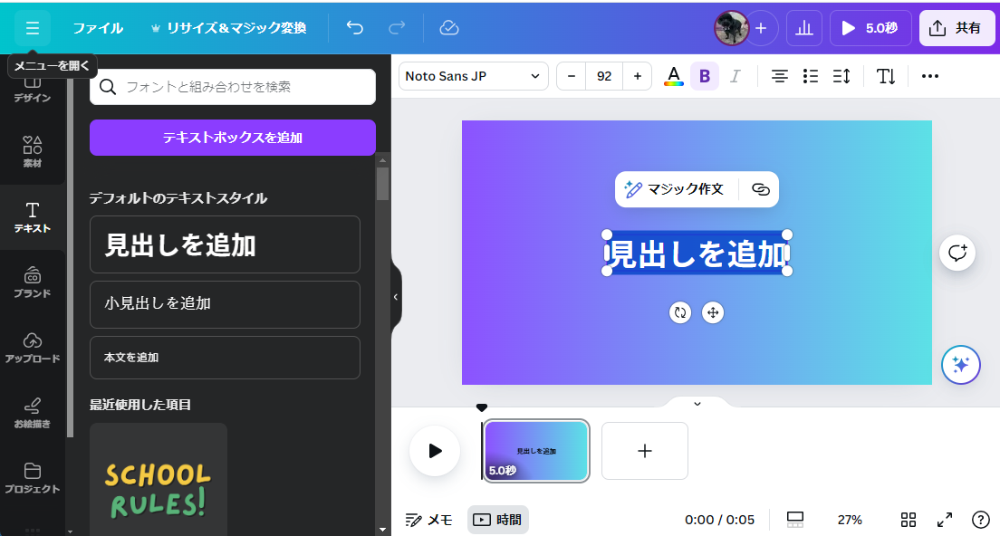 ファイル
リサイズ＆マジック変換
5.0秒
共有
メニューを開く
デザイン
素材
テキスト
ブランド
アップロード
お絵描き
プロジェクト
フォントと組み合わせを検索
テキストボックスを追加
デフォルトのテキストスタイル
見出しを追加
小見出しを追加
本文を追加
最近使用した項目
SCHOOL
RULES!
Noto Sans JP
– 92 +
A B I
マジック作文
見出しを追加
見出しを追加
5.0秒
メモ
時間
0:00 / 0:05
27%